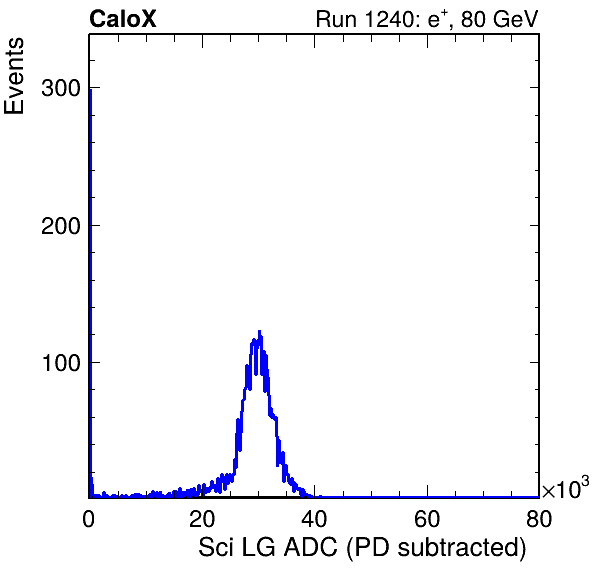 CaloX Run 1240: e⁺, 80 GeV
Events
300
200
100
0 20 40 60 80 ×10³
Sci LG ADC (PD subtracted)